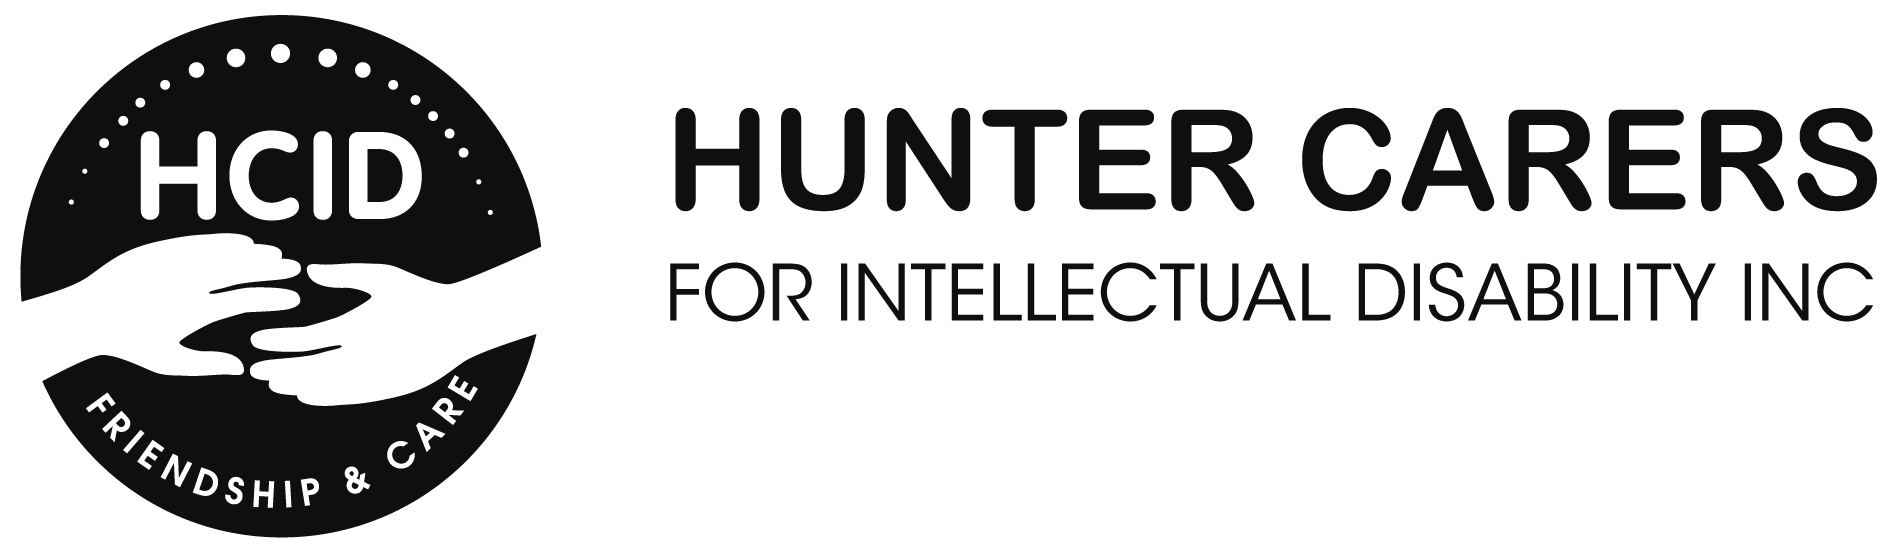 HCID
FRIENDSHIP & CARE
HUNTER CARERS
FOR INTELLECTUAL DISABILITY INC